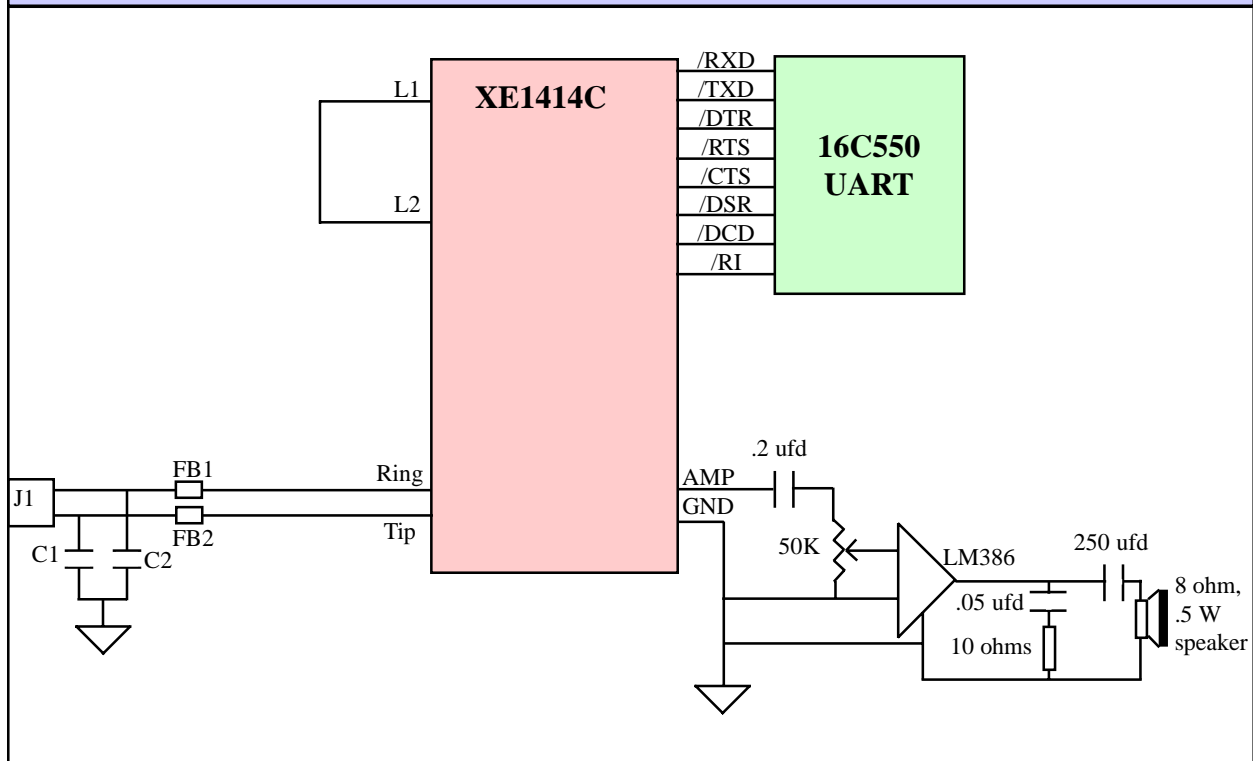 XE1414C
L1
L2
/RXD
/TXD
/DTR
/RTS
/CTS
/DSR
/DCD
/RI
16C550
UART
J1
FB1
FB2
C1
C2
Ring
Tip
AMP
GND
.2 ufd
50K
LM386
.05 ufd
10 ohms
250 ufd
8 ohm,
.5 W
speaker